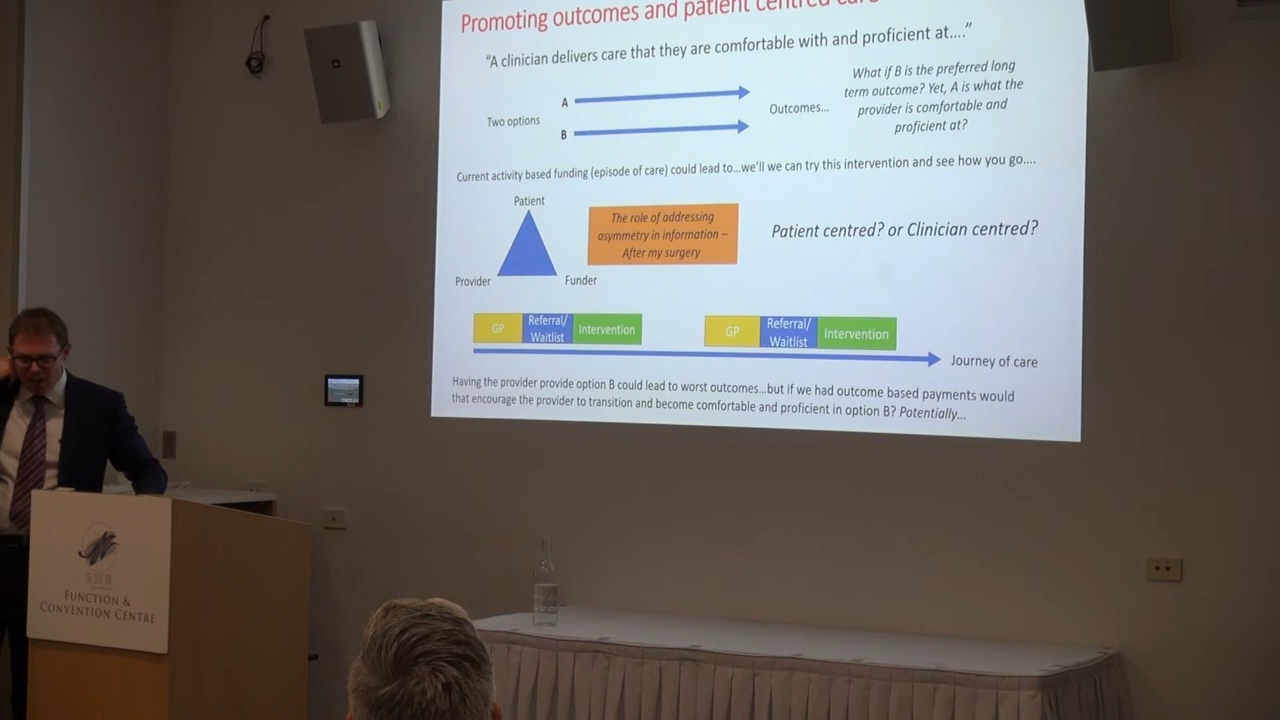 Promoting outcomes and patient centred care
“A clinician delivers care that they are comfortable with and proficient at....”
What if B is the preferred long
term outcome? Yet, A is what the
provider is comfortable and
proficient at?
Two options
A
B
Outcomes...
Current activity based funding (episode of care) could lead to...we’ll we can try this intervention and see how you go....
Patient
Provider
Funder
The role of addressing
asymmetry in information –
After my surgery
Patient centred? or Clinician centred?
GP
Referral/
Waitlist
Intervention
GP
Referral/
Waitlist
Intervention
Journey of care
Having the provider provide option B could lead to worst outcomes...but if we had outcome based payments would
that encourage the provider to transition and become comfortable and proficient in option B? Potentially...
FUNCTION &
CONVENTION CENTRE